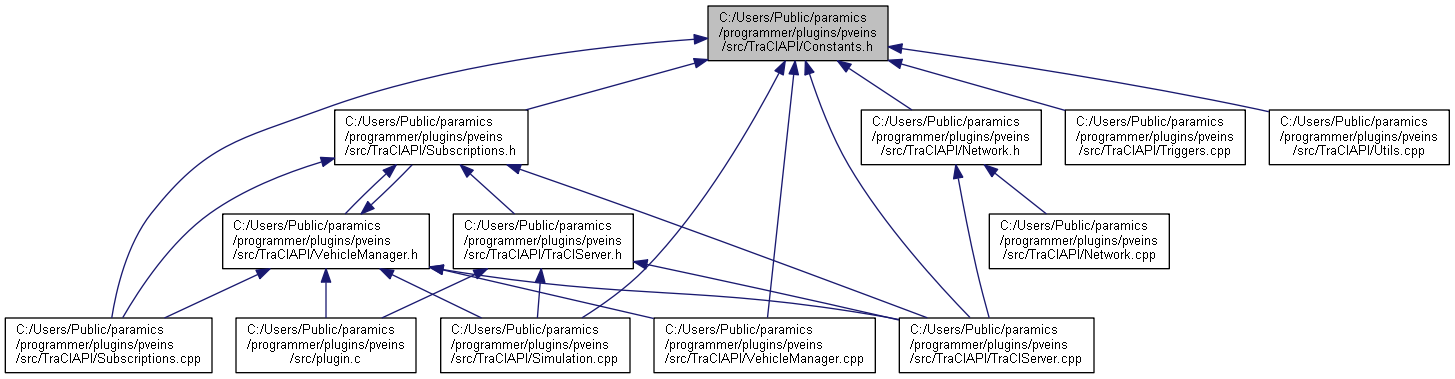 C:/Users/Public/paramics
/programmer/plugins/pveins
/src/TraCIAPI/Constants.h
C:/Users/Public/paramics
/programmer/plugins/pveins
/src/TraCIAPI/Subscriptions.h
C:/Users/Public/paramics
/programmer/plugins/pveins
/src/TraCIAPI/Network.h
C:/Users/Public/paramics
/programmer/plugins/pveins
/src/TraCIAPI/Triggers.cpp
C:/Users/Public/paramics
/programmer/plugins/pveins
/src/TraCIAPI/Utils.cpp
C:/Users/Public/paramics
/programmer/plugins/pveins
/src/TraCIAPI/VehicleManager.h
C:/Users/Public/paramics
/programmer/plugins/pveins
/src/TraCIAPI/TraCIServer.h
C:/Users/Public/paramics
/programmer/plugins/pveins
/src/TraCIAPI/Network.cpp
C:/Users/Public/paramics
/programmer/plugins/pveins
/src/TraCIAPI/Subscriptions.cpp
C:/Users/Public/paramics
/programmer/plugins/pveins
/src/plugin.c
C:/Users/Public/paramics
/programmer/plugins/pveins
/src/TraCIAPI/Simulation.cpp
C:/Users/Public/paramics
/programmer/plugins/pveins
/src/TraCIAPI/VehicleManager.cpp
C:/Users/Public/paramics
/programmer/plugins/pveins
/src/TraCIAPI/TraCIServer.cpp